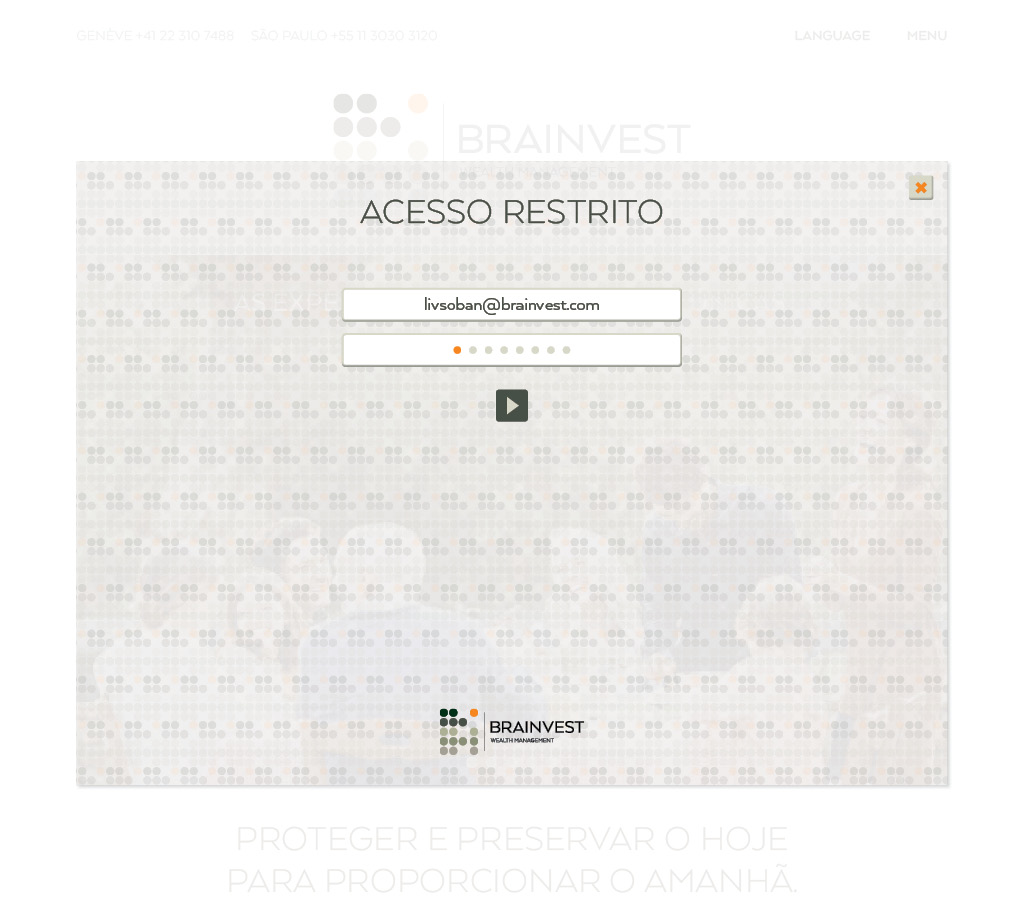 GENÈVE +41 22 310 7488 SÃO PAULO +55 11 3030 3120
LANGUAGE MENU
BRAINVEST
ACESSO RESTRITO
livsoban@brainvest.com
BRAINVEST
WEALTH MANAGEMENT
PROTEGER E PRESERVAR O HOJE
PARA PROPORCIONAR O AMANHÃ.